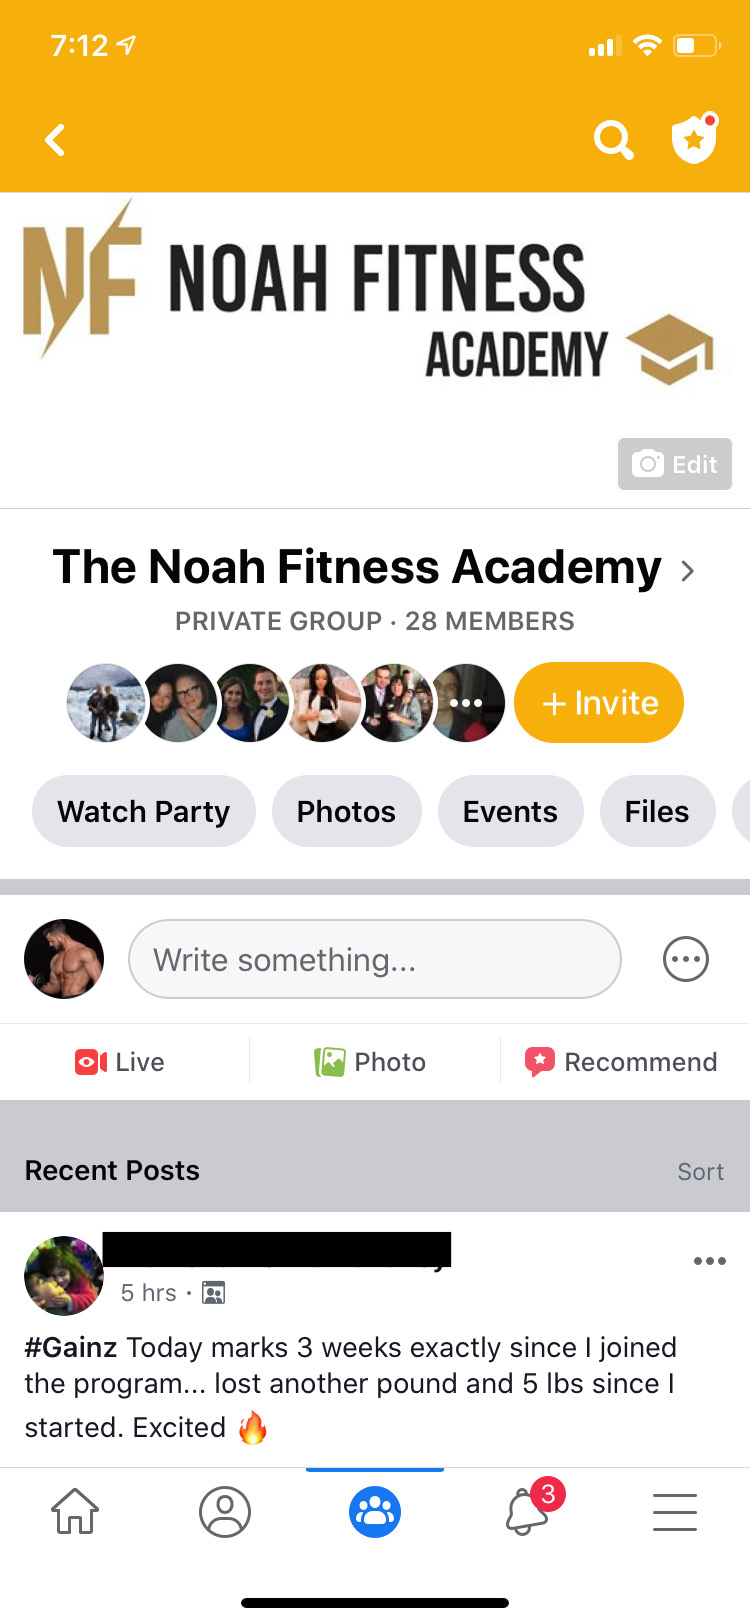 7:12
NF NOAH FITNESS
ACADEMY
Edit
The Noah Fitness Academy
PRIVATE GROUP · 28 MEMBERS
+ Invite
Watch Party Photos Events Files
Write something...
Live Photo Recommend
Recent Posts Sort
5 hrs ·
#Gainz Today marks 3 weeks exactly since I joined
the program... lost another pound and 5 lbs since I
started. Excited 🔥
3